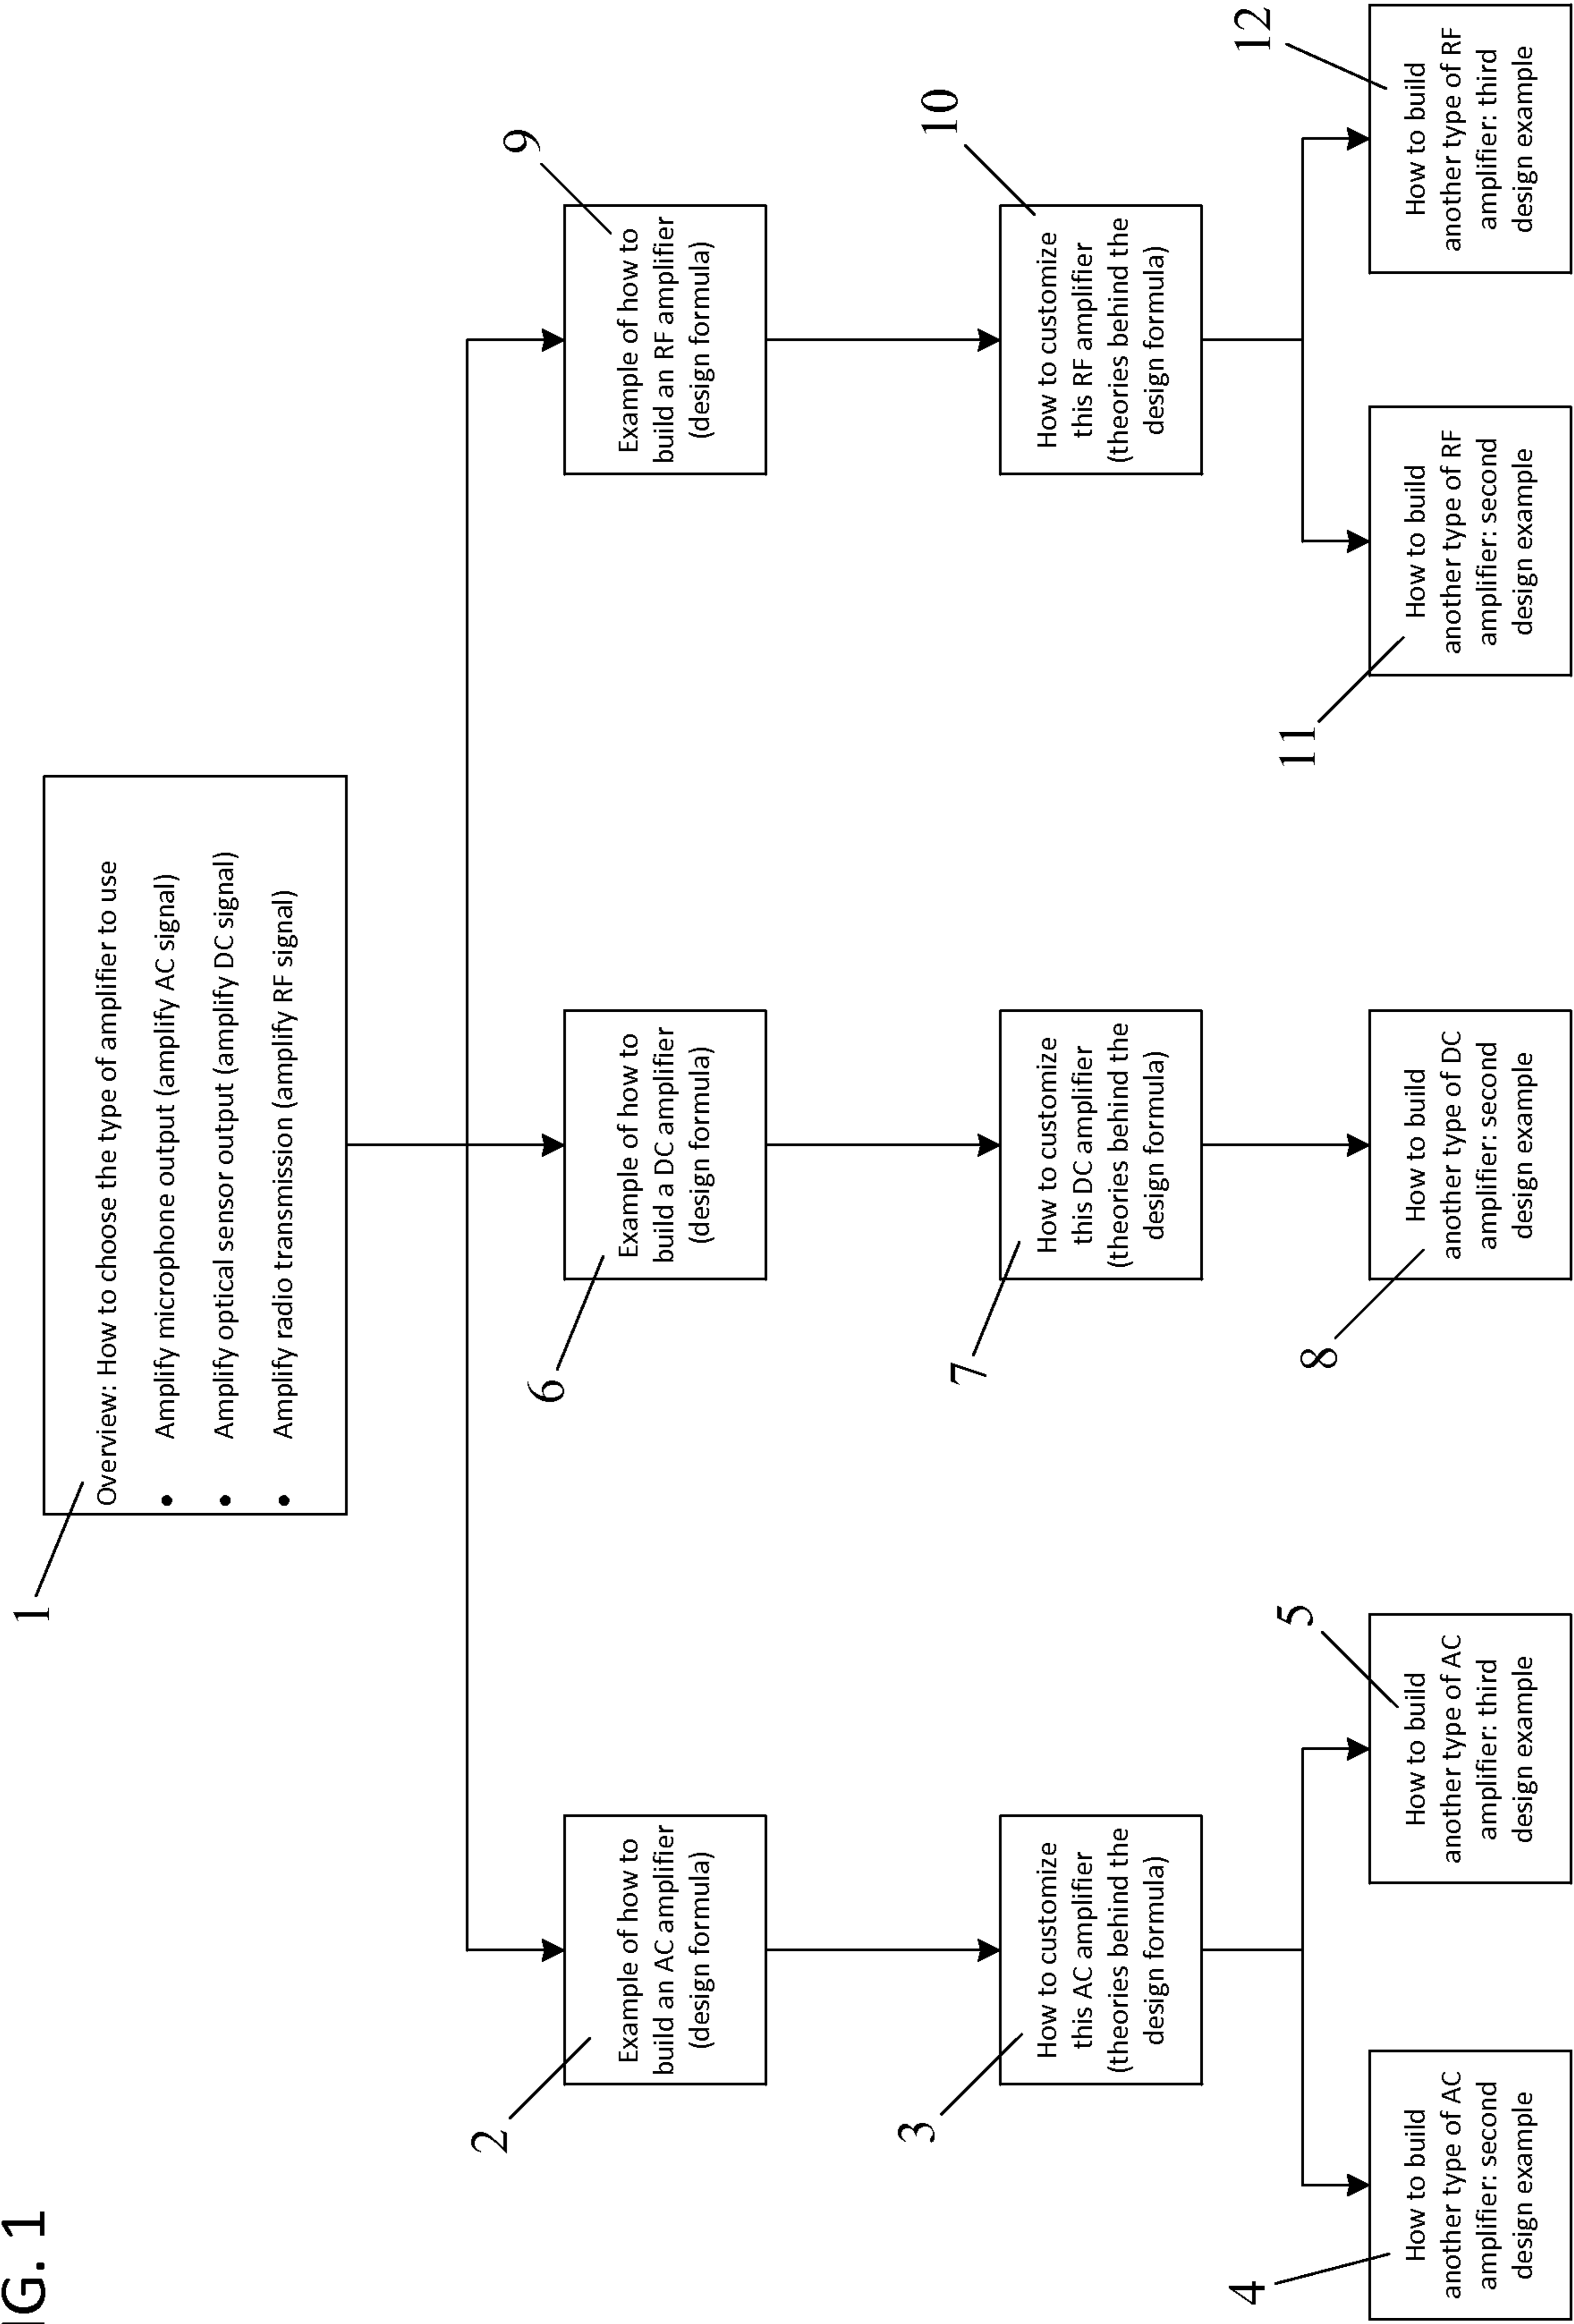 IG. 1
1
Overview: How to choose the type of amplifier to use
• Amplify microphone output (amplify AC signal)
• Amplify optical sensor output (amplify DC signal)
• Amplify radio transmission (amplify RF signal)
2
Example of how to
build an AC amplifier
(design formula)
6
Example of how to
build a DC amplifier
(design formula)
9
Example of how to
build an RF amplifier
(design formula)
3
How to customize
this AC amplifier
(theories behind the
design formula)
7
How to customize
this DC amplifier
(theories behind the
design formula)
10
How to customize
this RF amplifier
(theories behind the
design formula)
4
How to build
another type of AC
amplifier: second
design example
5
How to build
another type of AC
amplifier: third
design example
8
How to build
another type of DC
amplifier: second
design example
11
How to build
another type of RF
amplifier: second
design example
12
How to build
another type of RF
amplifier: third
design example